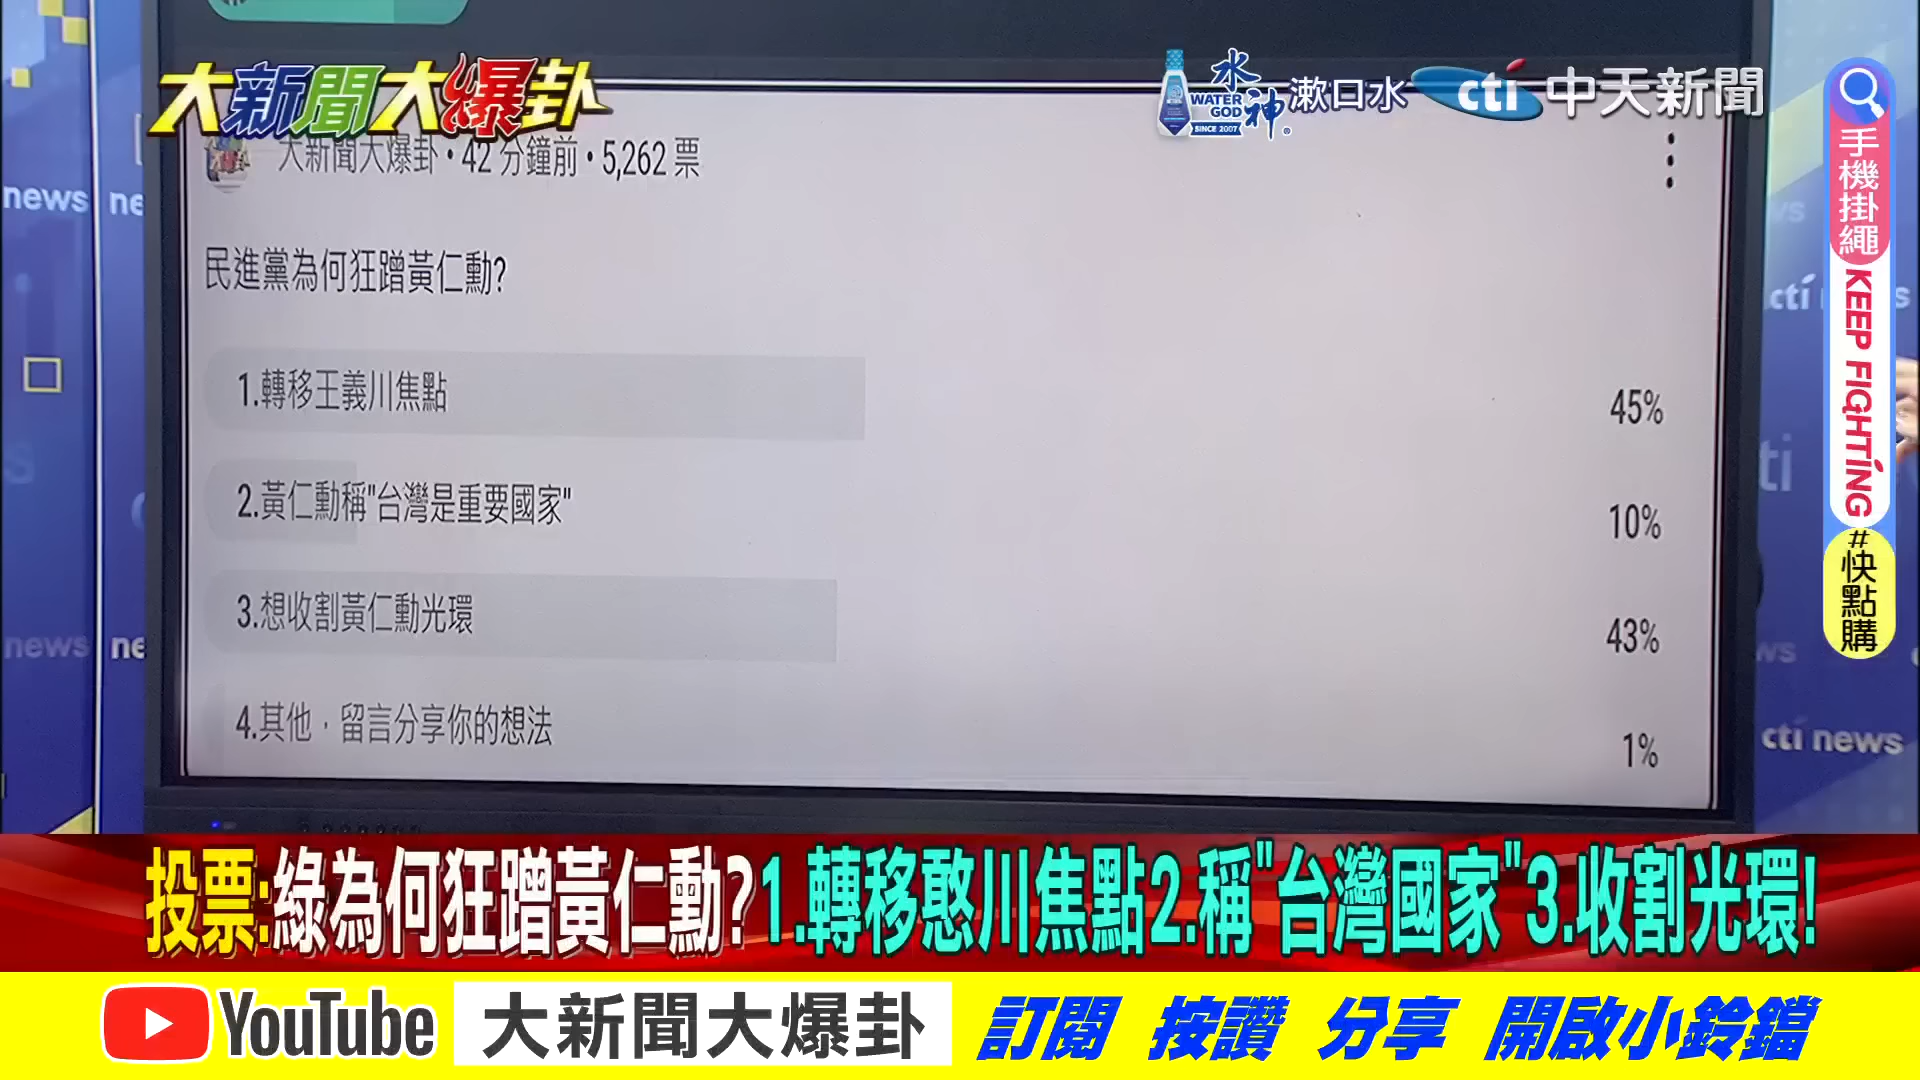 大新聞大爆卦
水神
WATER GOD
SINCE 2007
漱口水
cti 中天新聞
大新聞大爆卦 • 42 分鐘前 • 5,262 票
民進黨為何狂蹭黃仁勳?
1.轉移王義川焦點
45%
2.黃仁勳稱"台灣是重要國家"
10%
3.想收割黃仁勳光環
43%
4.其他，留言分享你的想法
1%
手機掛繩
KEEP FIGHTING
#快點購
news
ne
news
ne
cti
cti news
投票:綠為何狂蹭黃仁勳?1.轉移憨川焦點2.稱"台灣國家"3.收割光環!
YouTube 大新聞大爆卦 訂閱 按讚 分享 開啟小鈴鐺